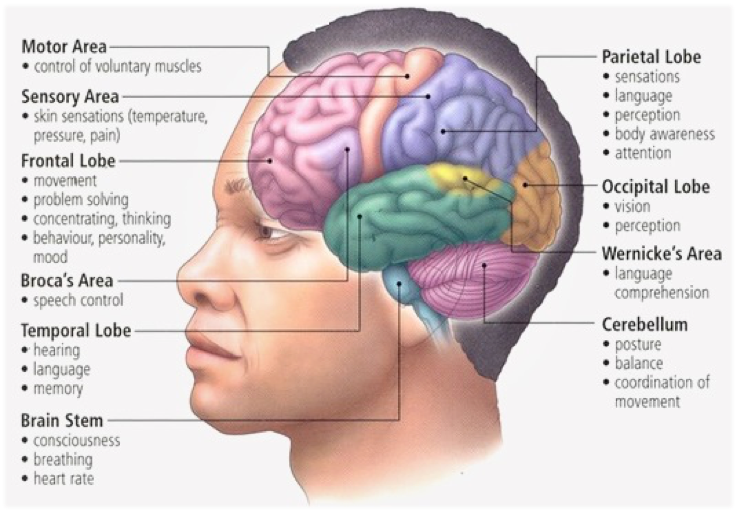 Motor Area
• control of voluntary muscles
Sensory Area
• skin sensations (temperature,
pressure, pain)
Frontal Lobe
• movement
• problem solving
• concentrating, thinking
• behaviour, personality,
mood
Broca's Area
• speech control
Temporal Lobe
• hearing
• language
• memory
Brain Stem
• consciousness
• breathing
• heart rate
Parietal Lobe
• sensations
• language
• perception
• body awareness
• attention
Occipital Lobe
• vision
• perception
Wernicke's Area
• language
comprehension
Cerebellum
• posture
• balance
• coordination of
movement